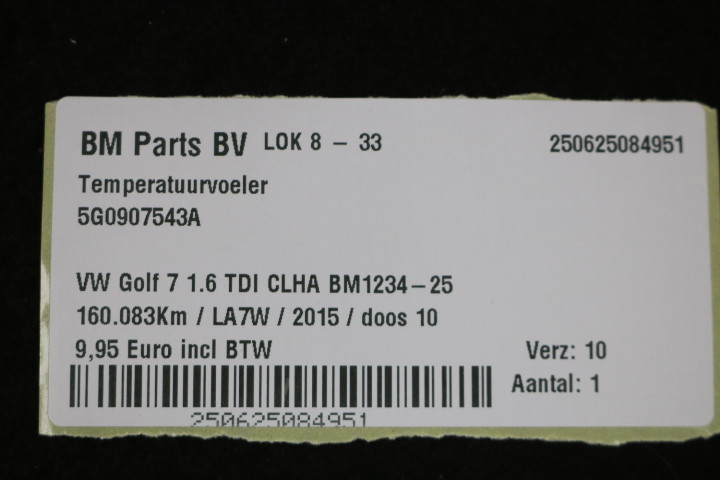 BM Parts BV LOK 8 – 33 250625084951
Temperatuurvoeler
5G0907543A
VW Golf 7 1.6 TDI CLHA BM1234–25
160.083Km / LA7W / 2015 / doos 10
9,95 Euro incl BTW Verz: 10
Aantal: 1
250625084951